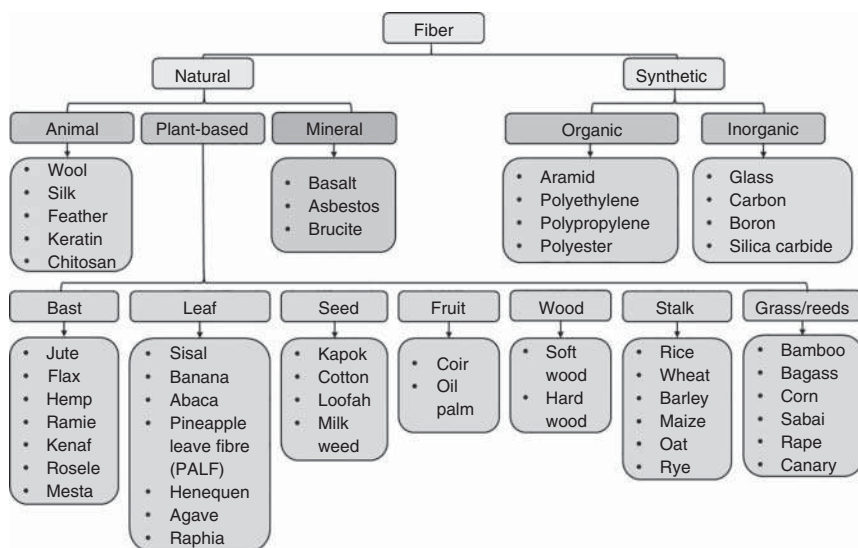 Fiber
Natural
Synthetic
Animal
Plant-based
Mineral
Organic
Inorganic
• Wool
• Silk
• Feather
• Keratin
• Chitosan
• Basalt
• Asbestos
• Brucite
• Aramid
• Polyethylene
• Polypropylene
• Polyester
• Glass
• Carbon
• Boron
• Silica carbide
Bast
Leaf
Seed
Fruit
Wood
Stalk
Grass/reeds
• Jute
• Flax
• Hemp
• Ramie
• Kenaf
• Rosele
• Mesta
• Sisal
• Banana
• Abaca
• Pineapple
leave fibre
(PALF)
• Henequen
• Agave
• Raphia
• Kapok
• Cotton
• Loofah
• Milk
weed
• Coir
• Oil
palm
• Soft
wood
• Hard
wood
• Rice
• Wheat
• Barley
• Maize
• Oat
• Rye
• Bamboo
• Bagass
• Corn
• Sabai
• Rape
• Canary